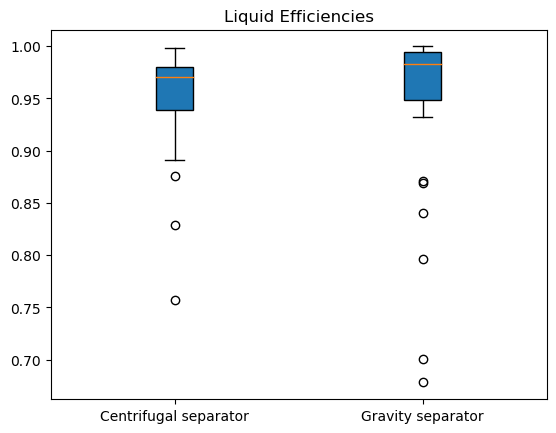 Liquid Efficiencies
1.00
0.95
0.90
0.85
0.80
0.75
0.70
Centrifugal separator
Gravity separator